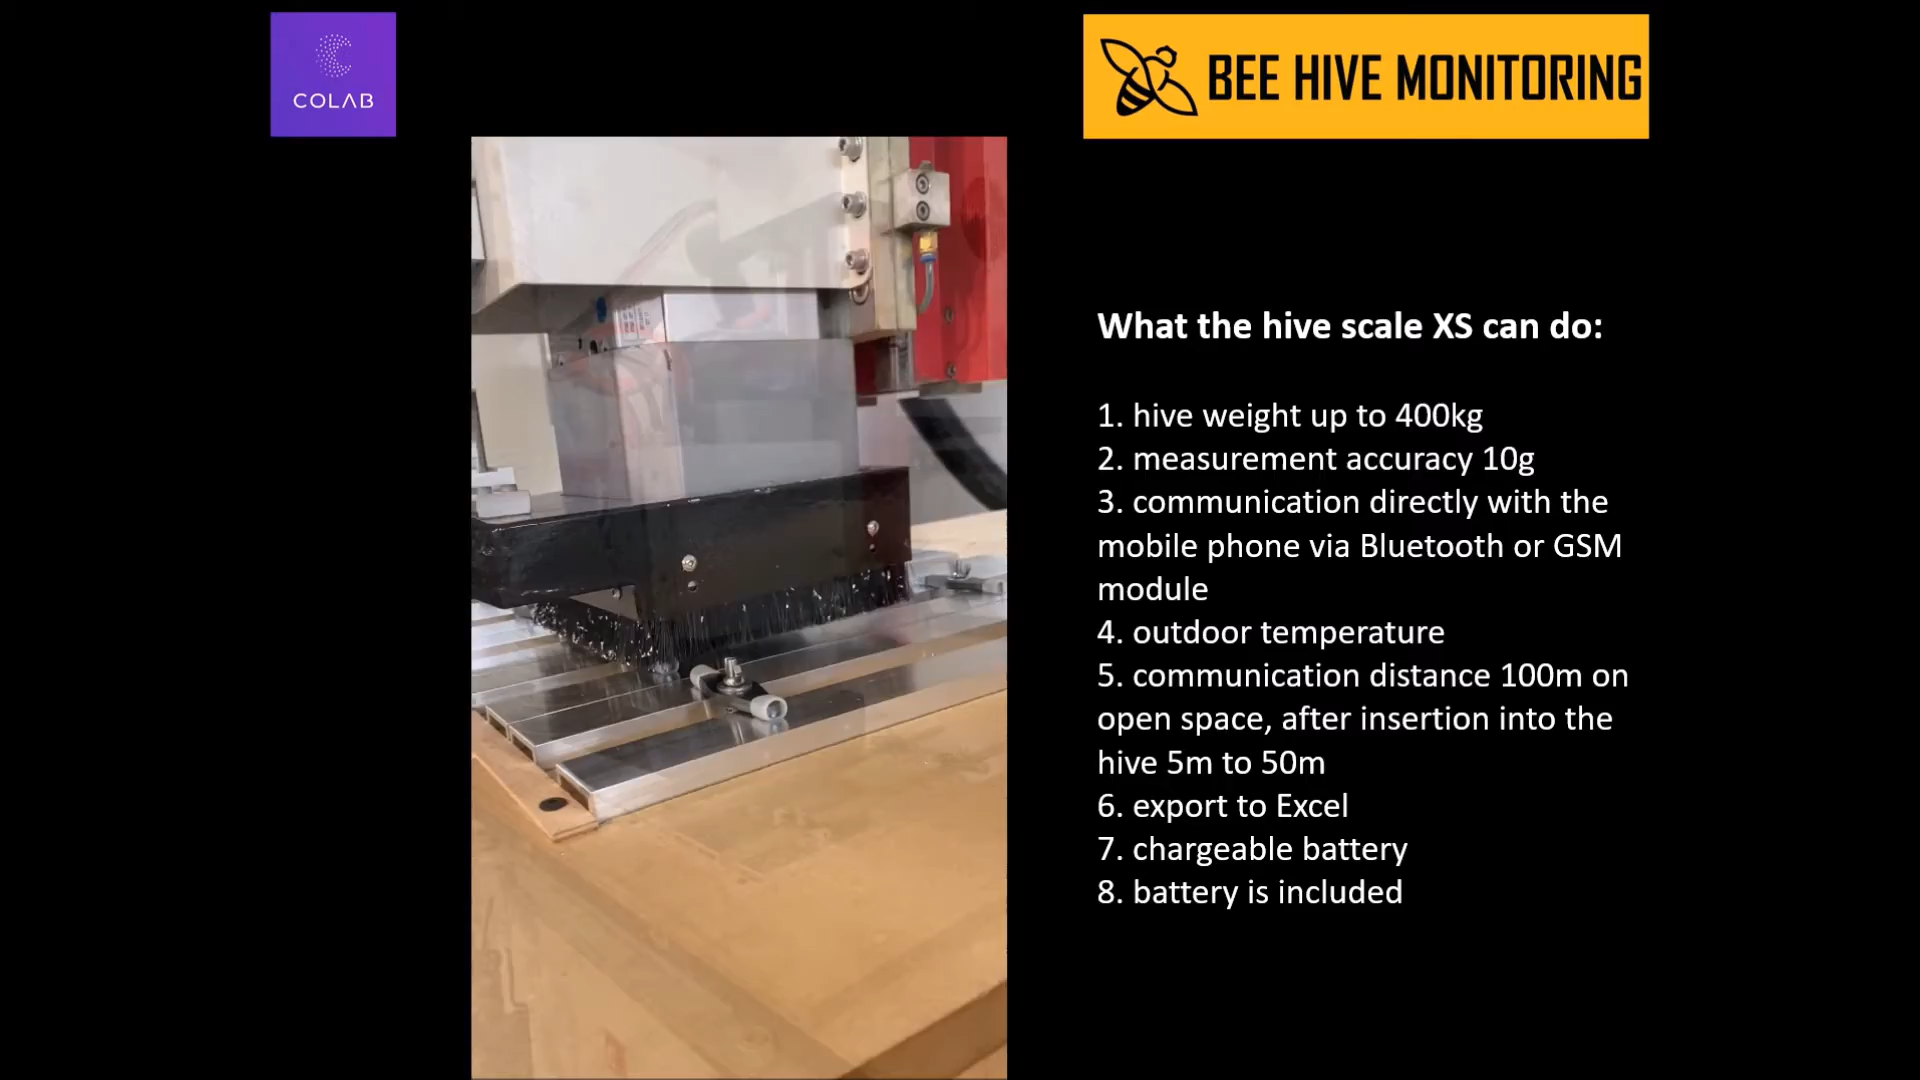 COLAB
BEE HIVE MONITORING
What the hive scale XS can do:
1. hive weight up to 400kg
2. measurement accuracy 10g
3. communication directly with the
mobile phone via Bluetooth or GSM
module
4. outdoor temperature
5. communication distance 100m on
open space, after insertion into the
hive 5m to 50m
6. export to Excel
7. chargeable battery
8. battery is included